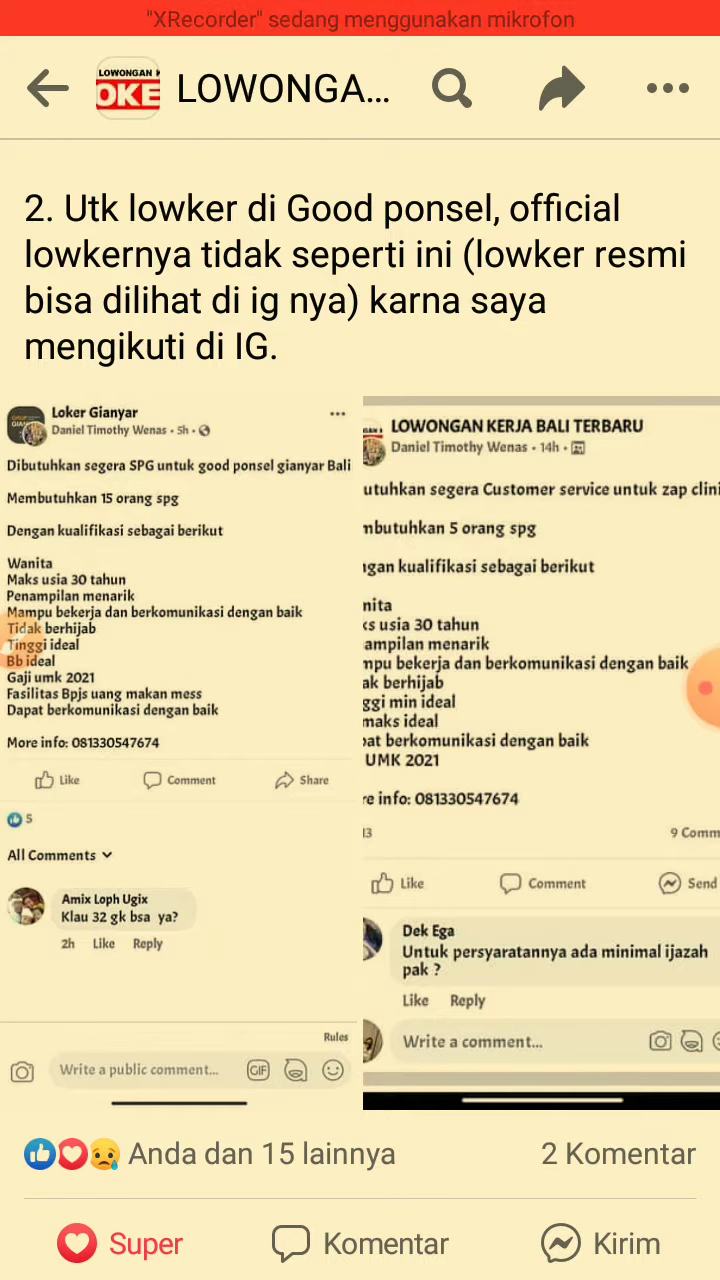 "XRecorder" sedang menggunakan mikrofon
LOWONGAN K
OKE
LOWONGA...
2. Utk lowker di Good ponsel, official
lowkernya tidak seperti ini (lowker resmi
bisa dilihat di ig nya) karna saya
mengikuti di IG.
Loker Gianyar
Daniel Timothy Wenas • 5h •
Dibutuhkan segera SPG untuk good ponsel gianyar Bali
Membutuhkan 15 orang spg
Dengan kualifikasi sebagai berikut
Wanita
Maks usia 30 tahun
Penampilan menarik
Mampu bekerja dan berkomunikasi dengan baik
Tidak berhijab
Tinggi ideal
Bb ideal
Gaji umk 2021
Fasilitas Bpjs uang makan mess
Dapat berkomunikasi dengan baik
More info: 081330547674
Like Comment Share
5
All Comments
Amix Loph Ugix
Klau 32 gk bsa ya?
2h Like Reply
Rules
Write a public comment... GIF
LOWONGAN KERJA BALI TERBARU
Daniel Timothy Wenas • 14h •
utuhkan segera Customer service untuk zap clini
mbutuhkan 5 orang spg
ngan kualifikasi sebagai berikut
nita
ks usia 30 tahun
ampilan menarik
mpu bekerja dan berkomunikasi dengan baik
ak berhijab
ggi min ideal
maks ideal
pat berkomunikasi dengan baik
UMK 2021
re info: 081330547674
13 9 Comm
Like Comment Send
Dek Ega
Untuk persyaratannya ada minimal ijazah
pak ?
Like Reply
Write a comment...
Anda dan 15 lainnya 2 Komentar
Super Komentar Kirim